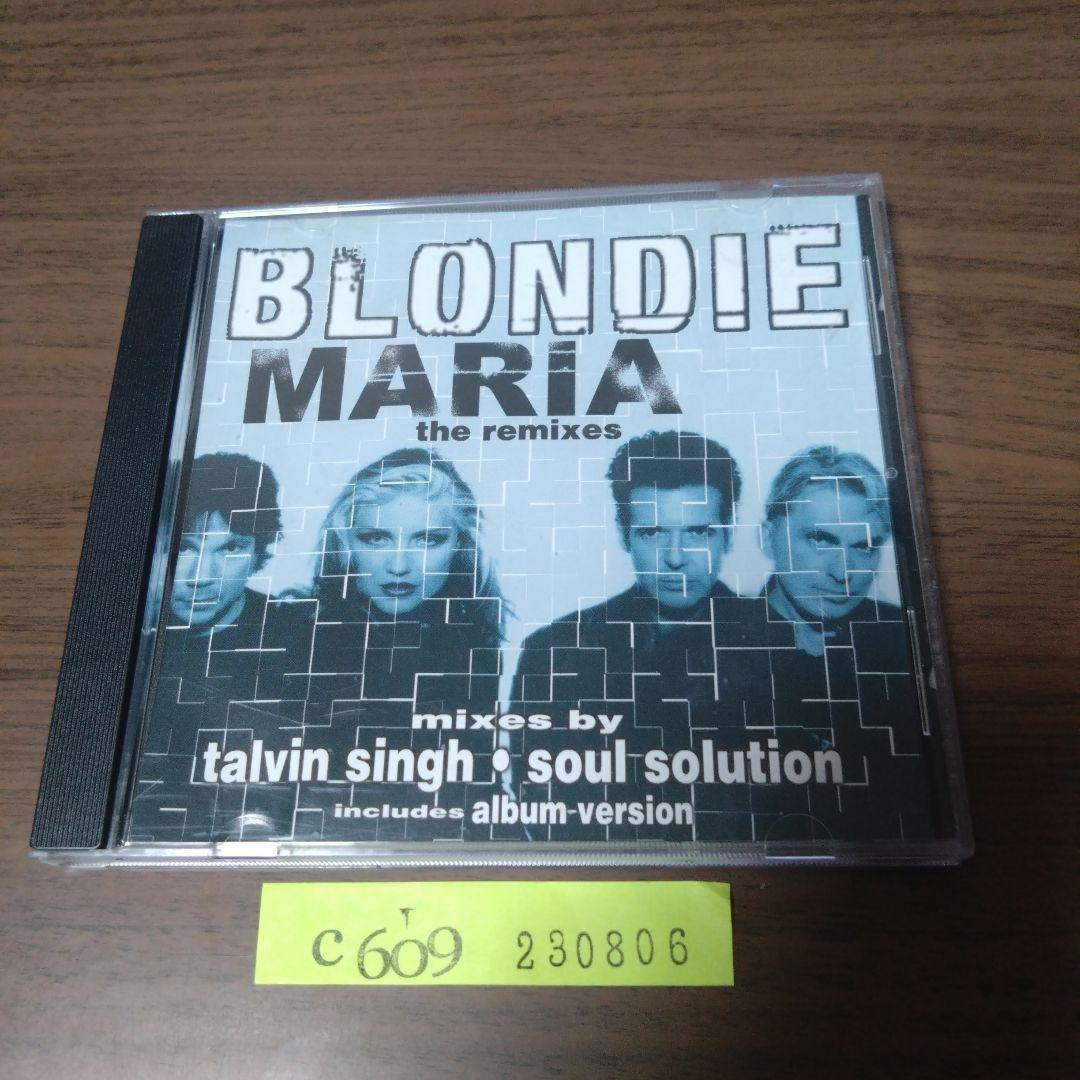 BLONDIE
MARIA
the remixes
mixes by
talvin singh • soul solution
includes album version
c609 230806